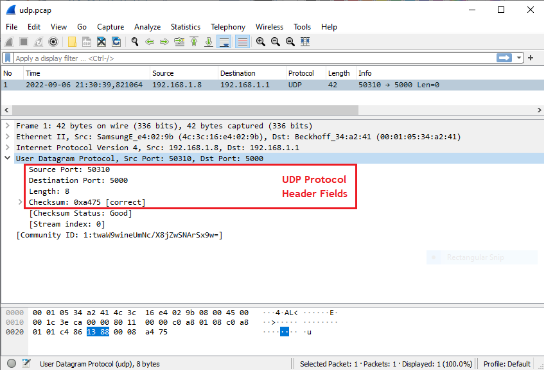 udp.pcap
File Edit View Go Capture Analyze Statistics Telephony Wireless Tools Help
Apply a display filter ... <Ctrl-/>
No Time Source Destination Protocol Length Info
1 2022-09-06 21:30:39,821064 192.168.1.8 192.168.1.1 UDP 42 50310 → 5000 Len=0
Frame 1: 42 bytes on wire (336 bits), 42 bytes captured (336 bits)
Ethernet II, Src: SamsungE_e4:02:9b (4c:3c:16:e4:02:9b), Dst: Beckhoff_34:a2:41 (00:01:05:34:a2:41)
Internet Protocol Version 4, Src: 192.168.1.8, Dst: 192.168.1.1
User Datagram Protocol, Src Port: 50310, Dst Port: 5000
Source Port: 50310
Destination Port: 5000
Length: 8
Checksum: 0xa475 [correct]
UDP Protocol
Header Fields
[Checksum Status: Good]
[Stream index: 0]
[Community ID: 1:twaW9wineUmNc/X8jZwSNArSx9w=]
Rectangular Snip
0000 00 01 05 34 a2 41 4c 3c 16 e4 02 9b 08 00 45 00 ···4·AL< ······E·
0010 00 1c 3e ca 00 00 80 11 00 00 c0 a8 01 08 c0 a8 ··>····· ········
0020 01 01 c4 86 13 88 00 08 a4 75 ········ ·u
User Datagram Protocol (udp), 8 bytes
Selected Packet: 1 · Packets: 1 · Displayed: 1 (100.0%)
Profile: Default